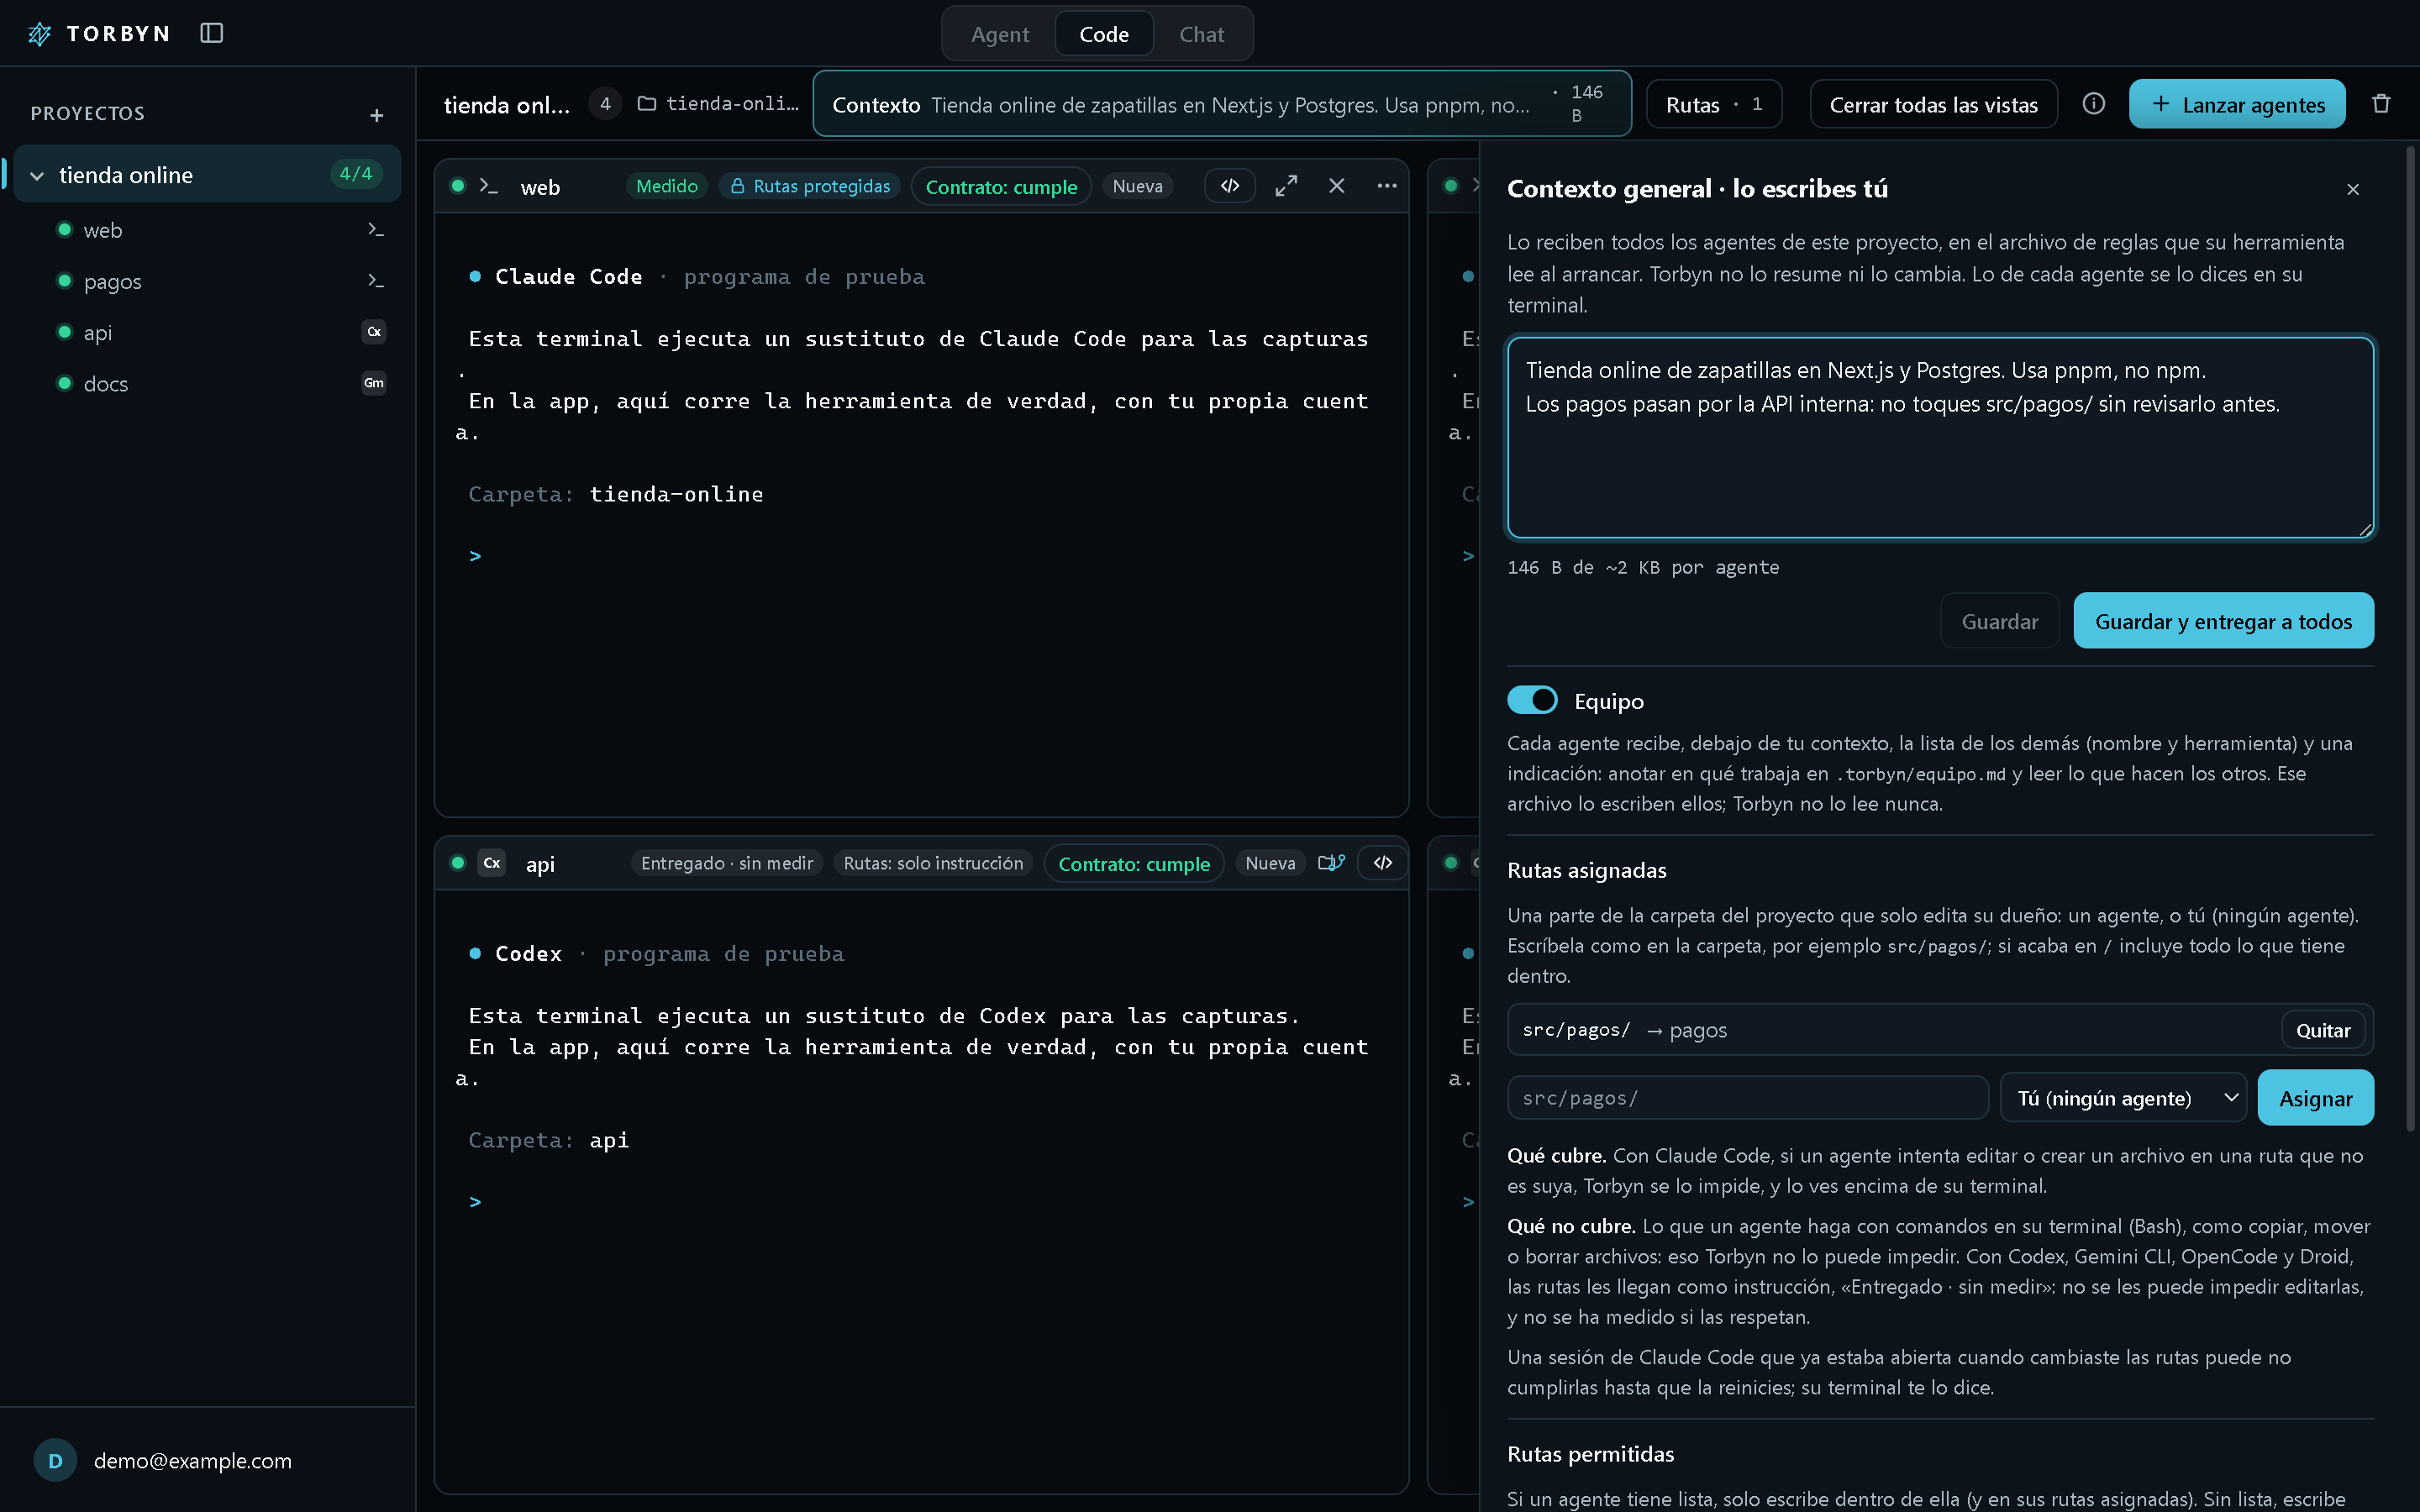 TORBYN
Agent
Code
Chat
PROYECTOS
+
tienda online
4/4
web
pagos
api
Cx
docs
Gm
D
demo@example.com
tienda onl...
4
tienda-onli...
Contexto Tienda online de zapatillas en Next.js y Postgres. Usa pnpm, no...
· 146
B
Rutas · 1
Cerrar todas las vistas
+ Lanzar agentes
web
Medido
Rutas protegidas
Contrato: cumple
Nueva
Claude Code · programa de prueba
Esta terminal ejecuta un sustituto de Claude Code para las capturas
.
En la app, aquí corre la herramienta de verdad, con tu propia cuent
a.
Carpeta: tienda-online
>
Cx
api
Entregado · sin medir
Rutas: solo instrucción
Contrato: cumple
Nueva
Codex · programa de prueba
Esta terminal ejecuta un sustituto de Codex para las capturas.
En la app, aquí corre la herramienta de verdad, con tu propia cuent
a.
Carpeta: api
>
.
a.
>
a.
>
Contexto general · lo escribes tú
Lo reciben todos los agentes de este proyecto, en el archivo de reglas que su herramienta
lee al arrancar. Torbyn no lo resume ni lo cambia. Lo de cada agente se lo dices en su
terminal.
Tienda online de zapatillas en Next.js y Postgres. Usa pnpm, no npm.
Los pagos pasan por la API interna: no toques src/pagos/ sin revisarlo antes.
146 B de ~2 KB por agente
Guardar
Guardar y entregar a todos
Equipo
Cada agente recibe, debajo de tu contexto, la lista de los demás (nombre y herramienta) y una
indicación: anotar en qué trabaja en .torbyn/equipo.md y leer lo que hacen los otros. Ese
archivo lo escriben ellos; Torbyn no lo lee nunca.
Rutas asignadas
Una parte de la carpeta del proyecto que solo edita su dueño: un agente, o tú (ningún agente).
Escríbela como en la carpeta, por ejemplo src/pagos/; si acaba en / incluye todo lo que tiene
dentro.
src/pagos/ → pagos
Quitar
src/pagos/
Tú (ningún agente)
Asignar
Qué cubre. Con Claude Code, si un agente intenta editar o crear un archivo en una ruta que no
es suya, Torbyn se lo impide, y lo ves encima de su terminal.
Qué no cubre. Lo que un agente haga con comandos en su terminal (Bash), como copiar, mover
o borrar archivos: eso Torbyn no lo puede impedir. Con Codex, Gemini CLI, OpenCode y Droid,
las rutas les llegan como instrucción, «Entregado · sin medir»: no se les puede impedir editarlas,
y no se ha medido si las respetan.
Una sesión de Claude Code que ya estaba abierta cuando cambiaste las rutas puede no
cumplirlas hasta que la reinicies; su terminal te lo dice.
Rutas permitidas
Si un agente tiene lista, solo escribe dentro de ella (y en sus rutas asignadas). Sin lista, escribe